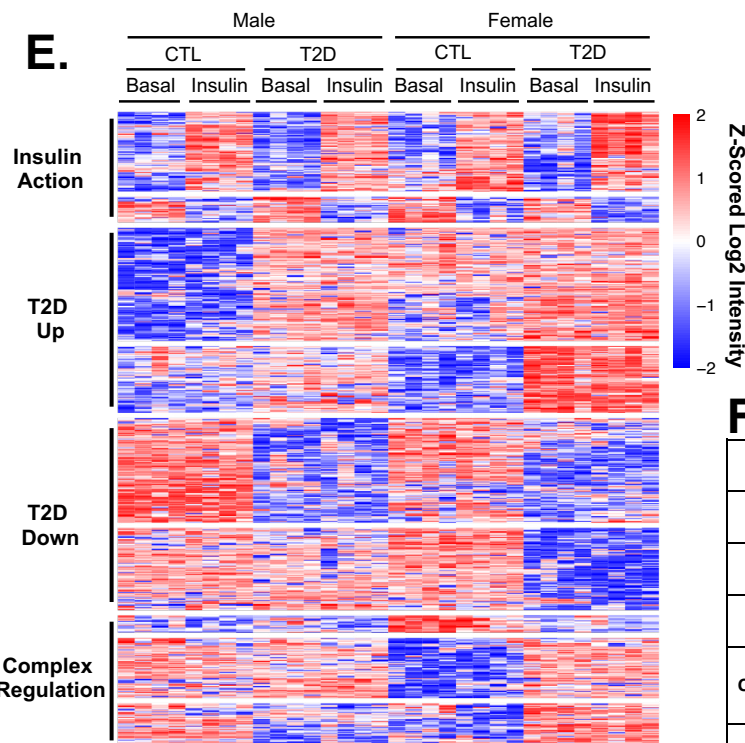 E.
Male Female
CTL T2D CTL T2D
Basal Insulin Basal Insulin Basal Insulin Basal Insulin
Insulin
Action
T2D
Up
T2D
Down
Complex
Regulation
2
1
0
−1
−2
Z-Scored Log2 Intensity